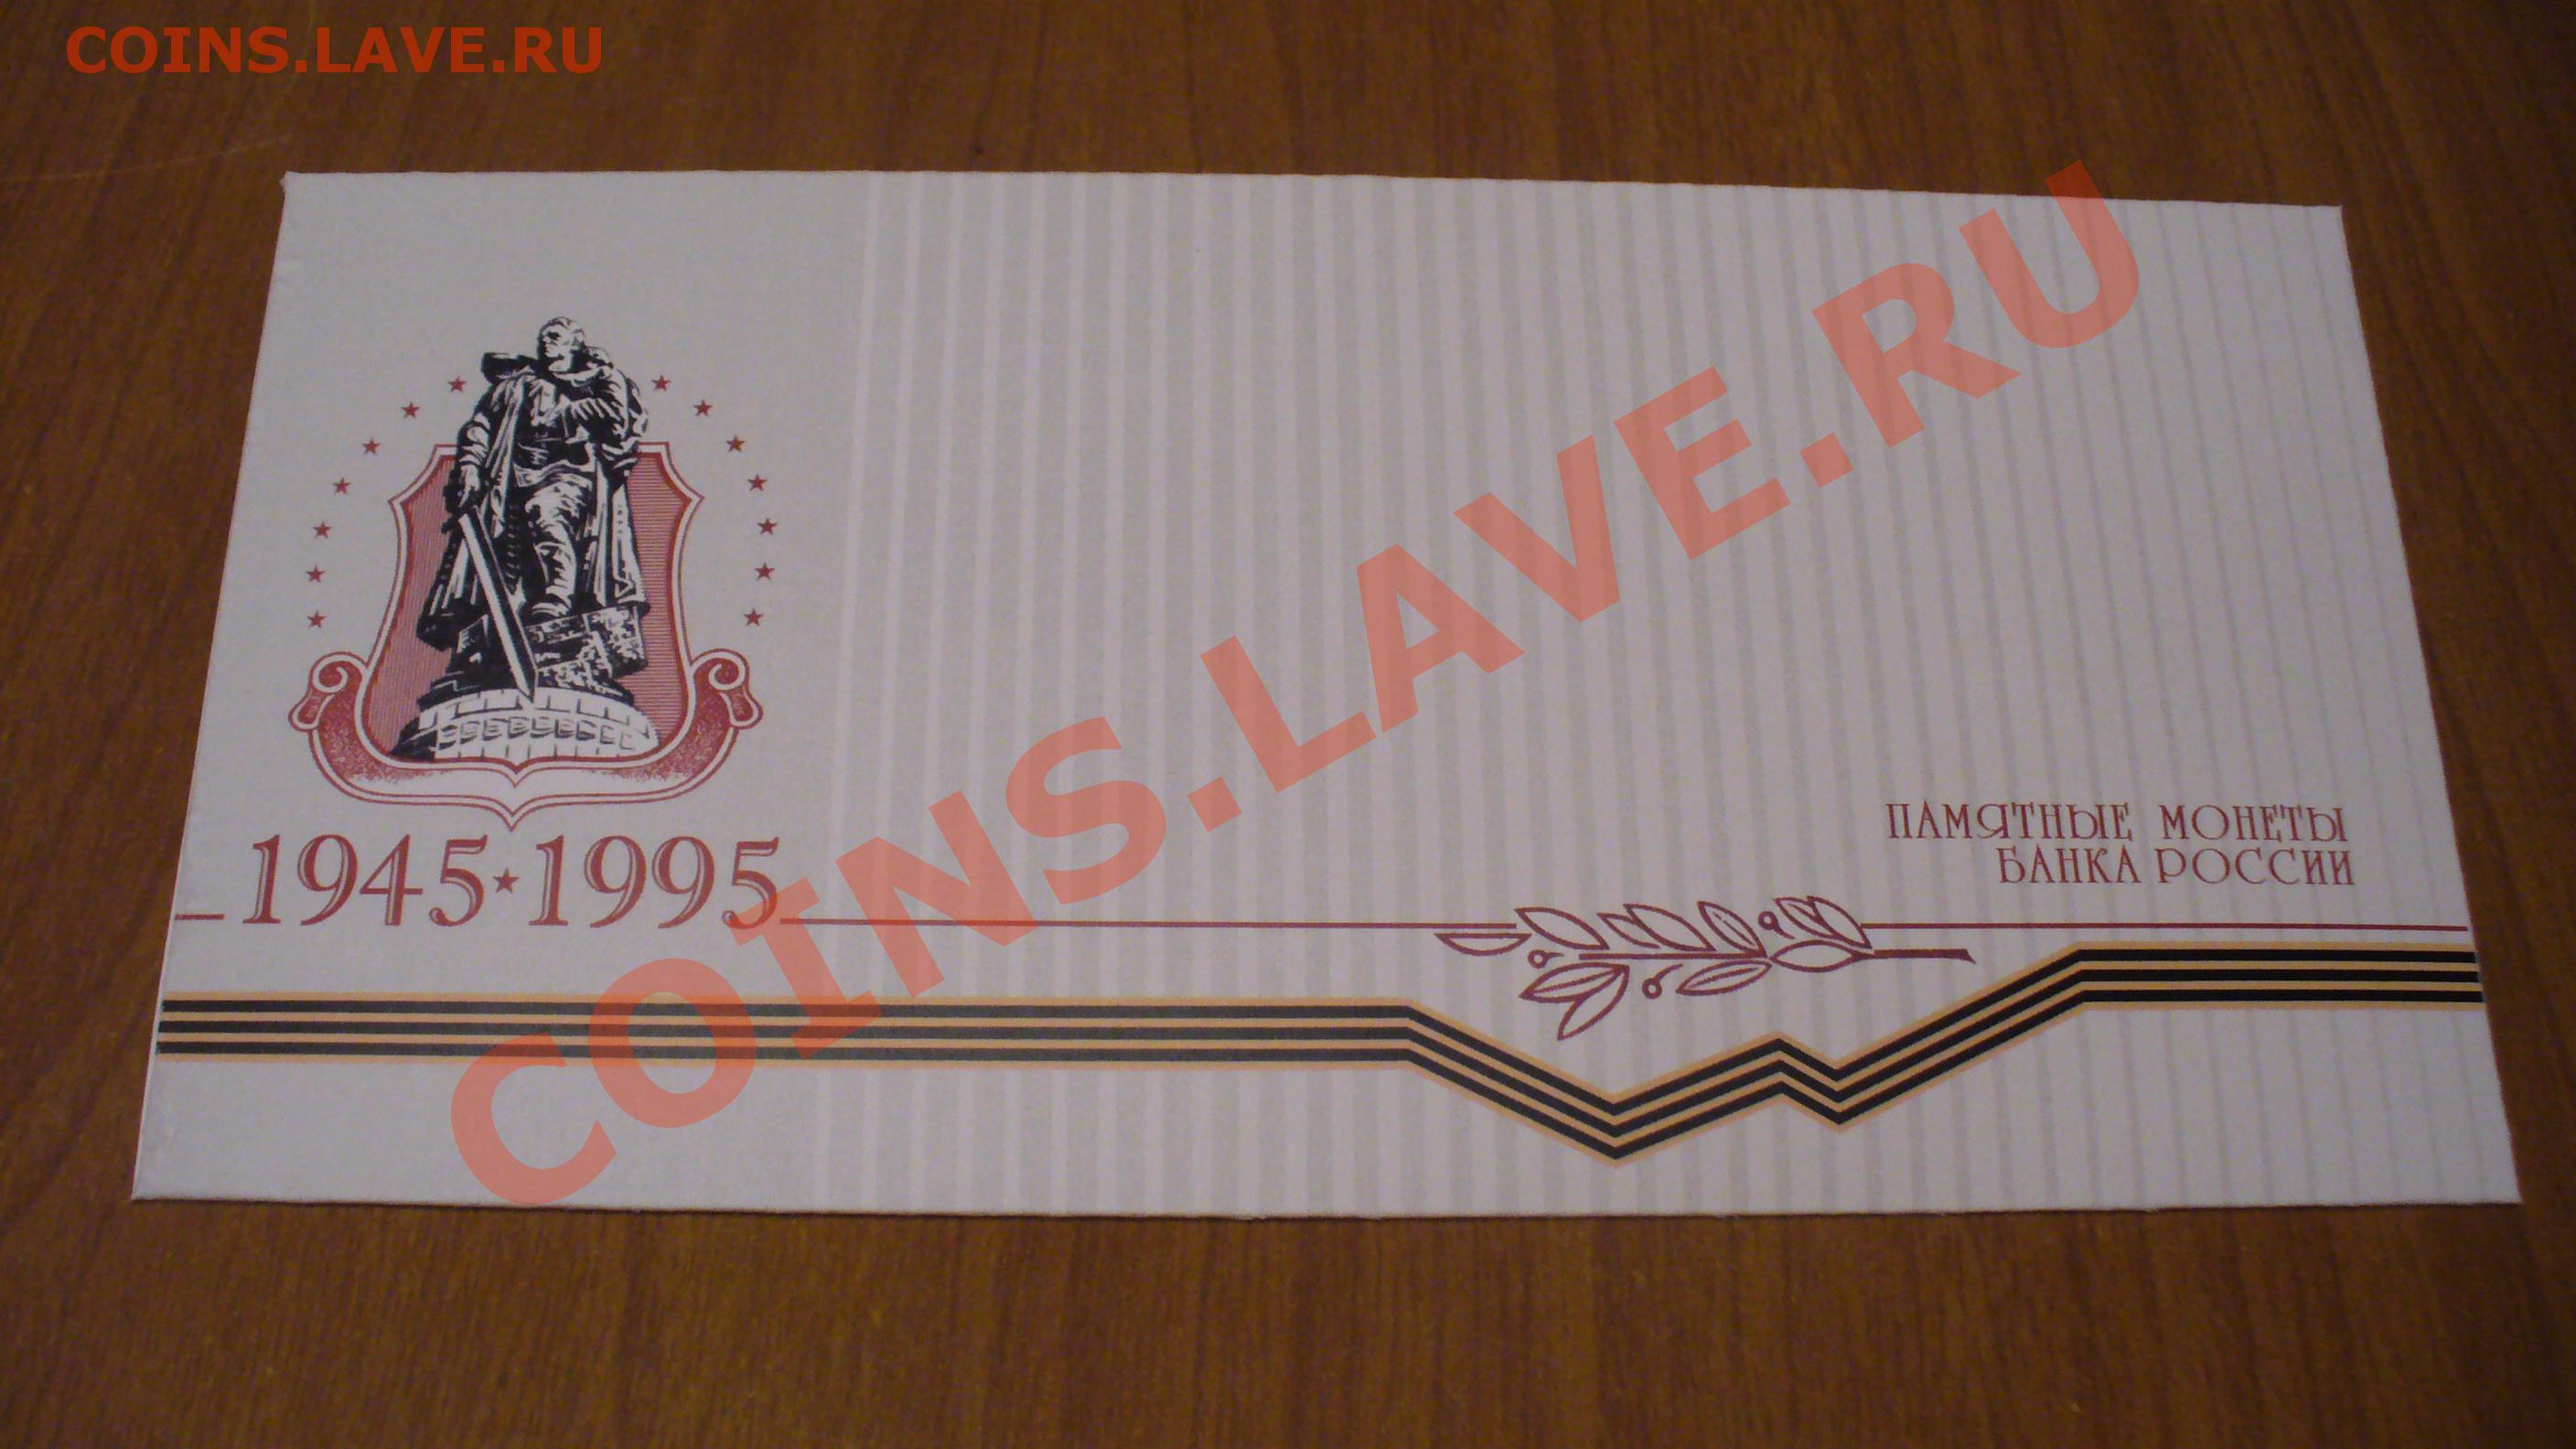 COINS.LAVE.RU
COINS.LAVE.RU
1945★1995
ПАМЯТНЫЕ МОНЕТЫ
БАНКА РОССИИ